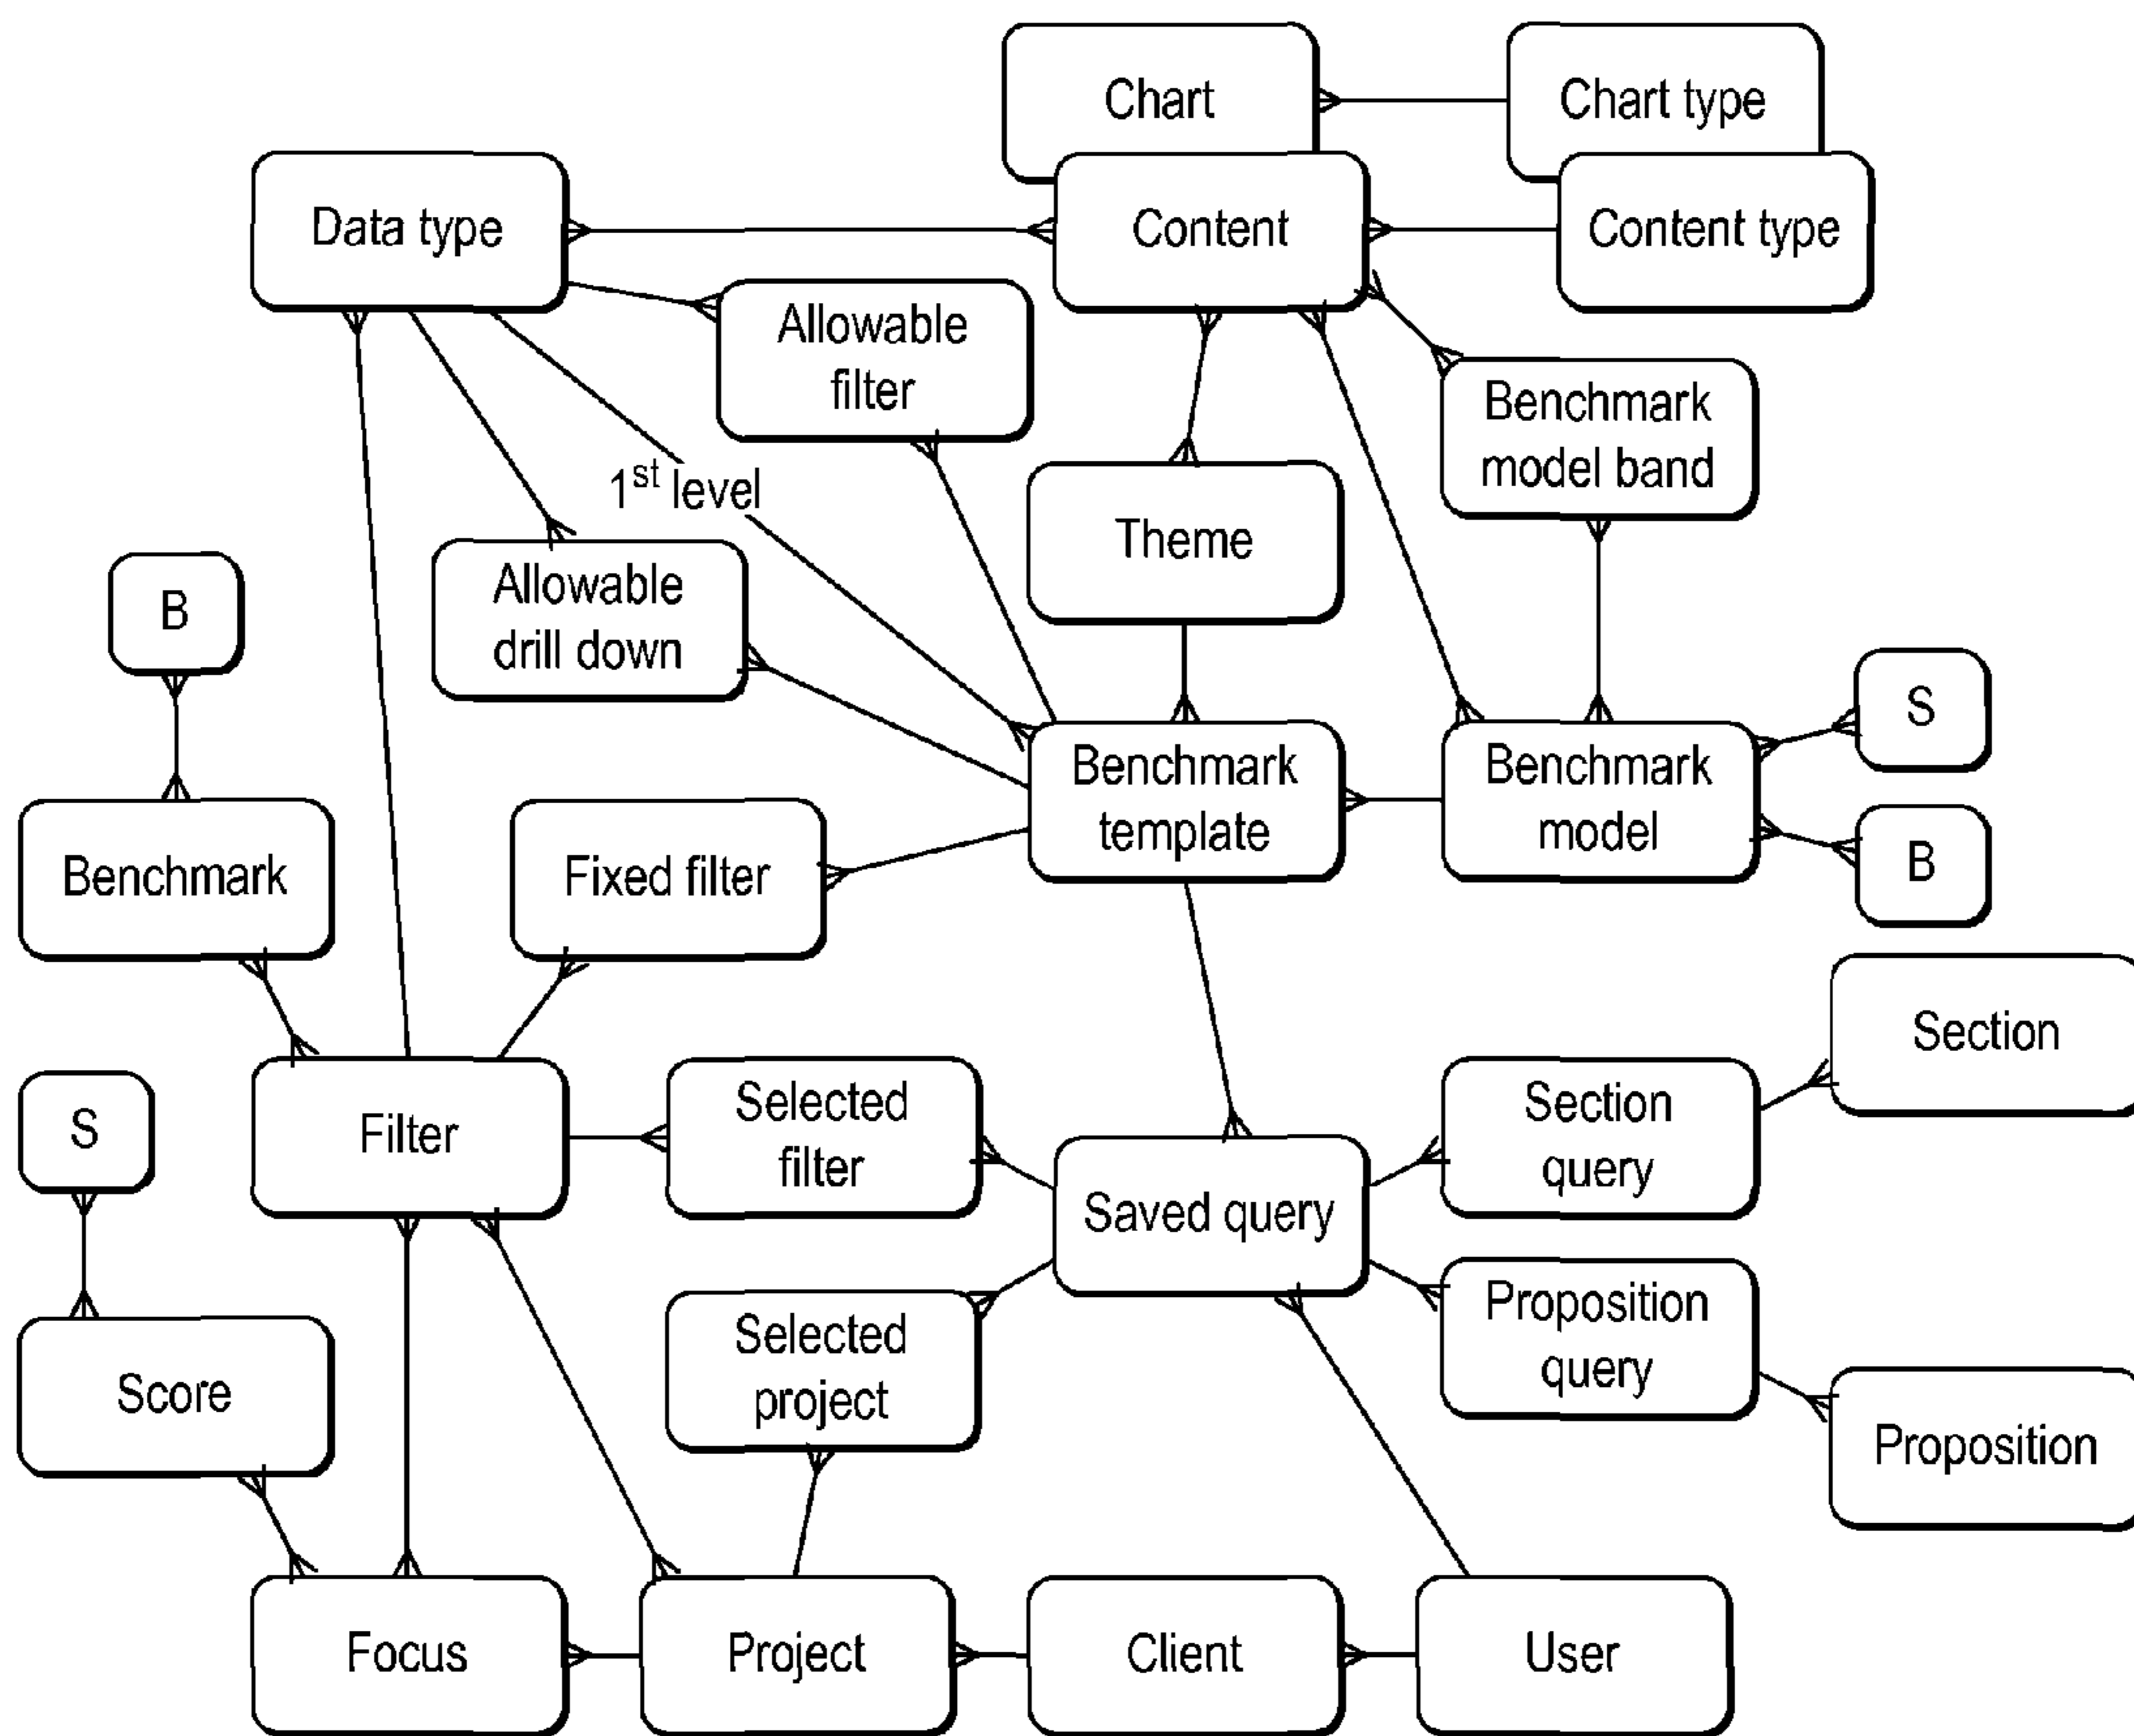 Chart
Chart type
Data type
Content
Content type
Allowable
filter
Benchmark
model band
1st level
Theme
B
Allowable
drill down
S
Benchmark
template
Benchmark
model
Benchmark
Fixed filter
B
Section
S
Filter
Selected
filter
Section
query
Saved query
Score
Selected
project
Proposition
query
Proposition
Focus
Project
Client
User